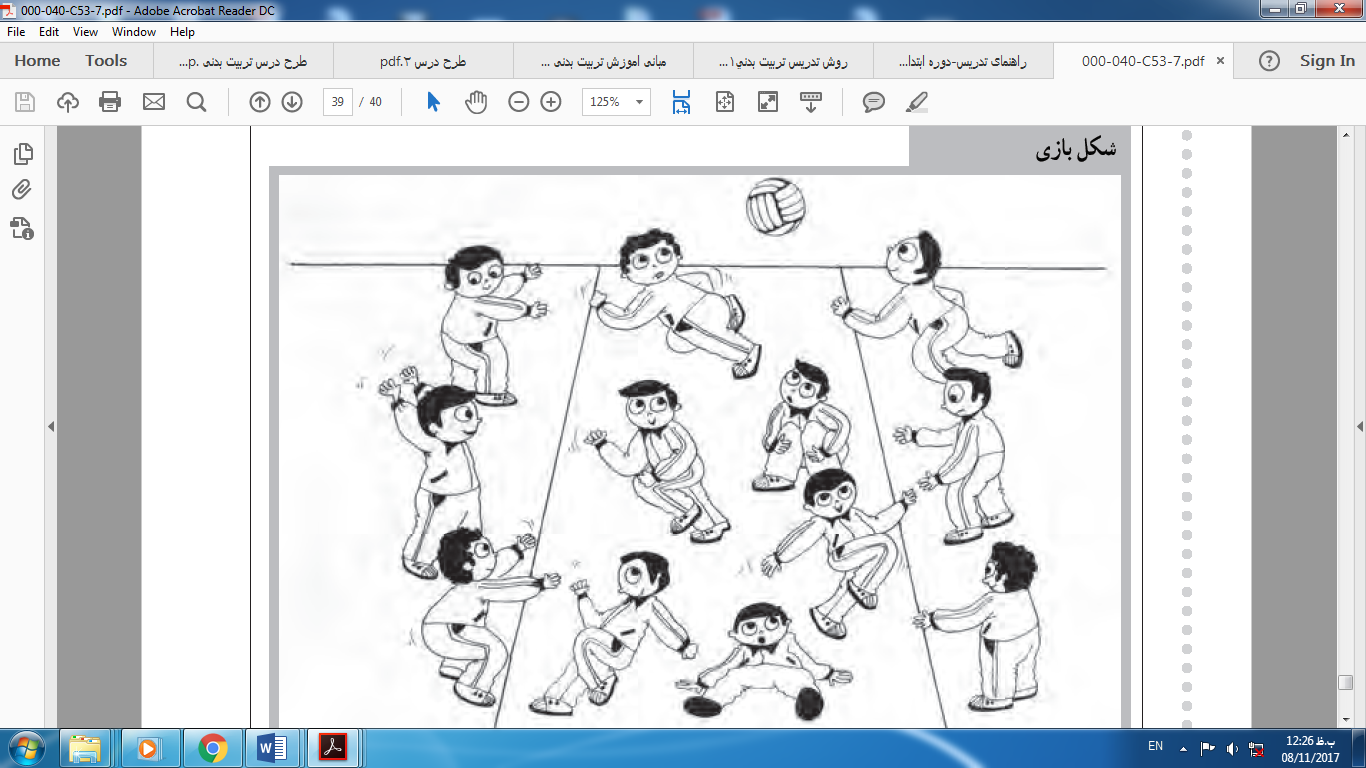 000-040-C53-7.pdf - Adobe Acrobat Reader DC
File Edit View Window Help
Home Tools
طرح درس تربیت بدنی .p...
طرح درس ۲.pdf
مبانی اموزش تربیت بدنی ...
روش تدریس تربیت بدني۱...
راهنمای تدریس-دوره ابتدا...
000-040-C53-7.pdf ×
Sign In
39 / 40
125%
شکل بازی
EN
12:26 ب.ظ
08/11/2017